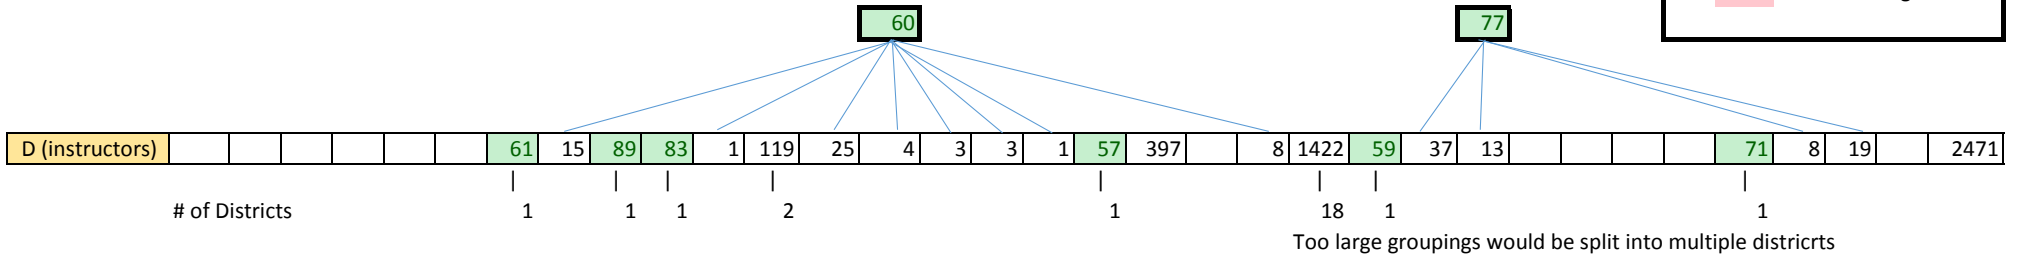 60 77
D (instructors) 61 15 89 83 1 119 25 4 3 3 1 57 397 8 1422 59 37 13 71 8 19 2471
# of Districts 1 1 1 2 1 18 1 1
Too large groupings would be split into multiple districrts